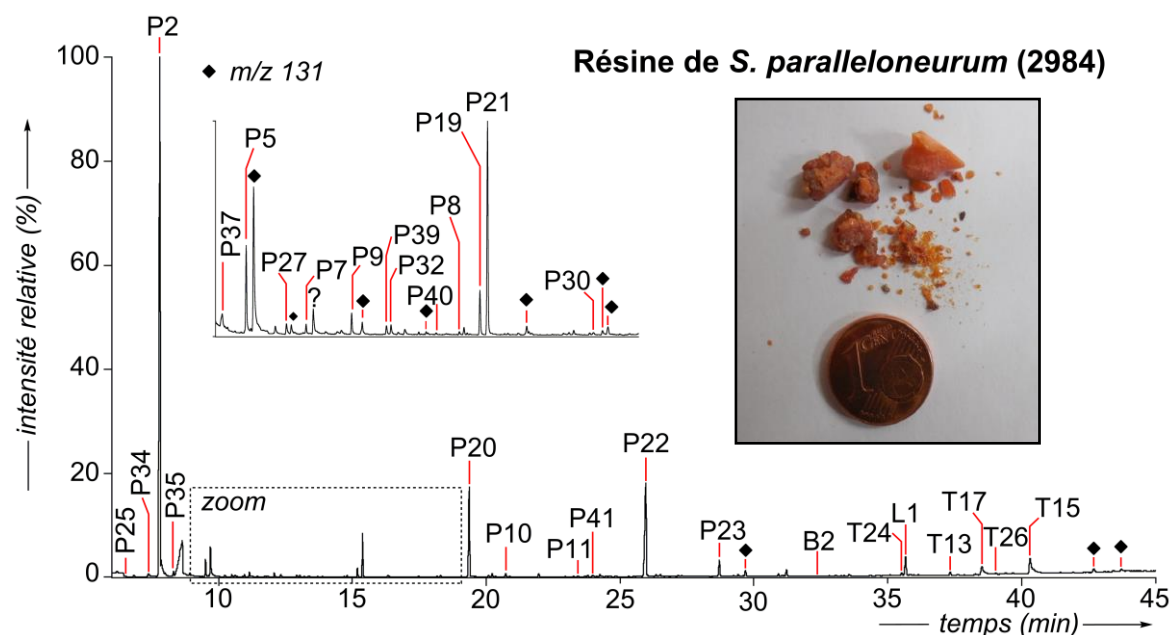 P2
100
◆ m/z 131
Résine de S. paralleloneurum (2984)
P21
P19
P5
80
P8
P39
P37
P9
P27
P7
P32
?
P40
P30
60
40
intensité relative (%)
20
0
P34
P25
P35
zoom
P20
P22
P10
P41
P11
P23
B2
T24
L1
T17
T13
T26
T15
10
15
20
25
30
35
40
45
temps (min)